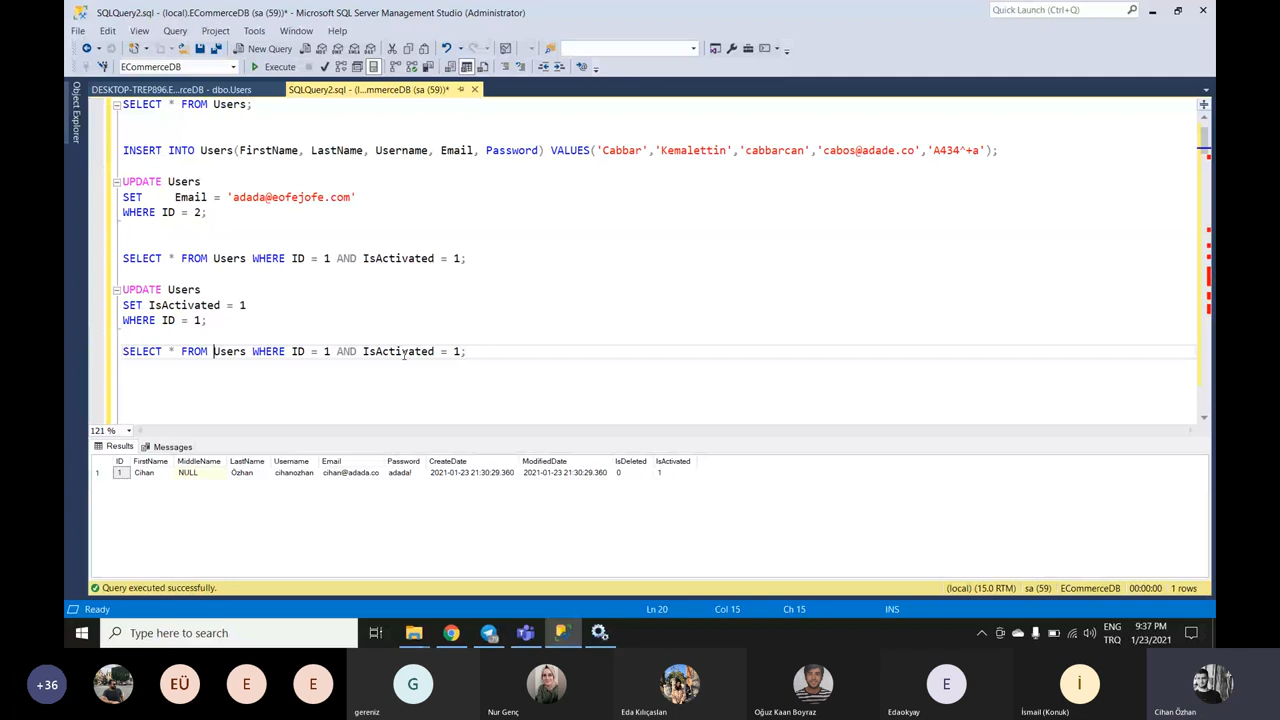 SQLQuery2.sql - (local).ECommerceDB (sa (59))* - Microsoft SQL Server Management Studio (Administrator)
Quick Launch (Ctrl+Q)
File Edit View Query Project Tools Window Help
New Query
ECommerceDB
Execute
Object Explorer
DESKTOP-TREP896.E...rceDB - dbo.Users
SQLQuery2.sql - (l...mmerceDB (sa (59))*
SELECT * FROM Users;
INSERT INTO Users(FirstName, LastName, Username, Email, Password) VALUES('Cabbar','Kemalettin','cabbarcan','cabos@adade.co','A434^+a');
UPDATE Users
SET Email = 'adada@eofejofe.com'
WHERE ID = 2;
SELECT * FROM Users WHERE ID = 1 AND IsActivated = 1;
UPDATE Users
SET IsActivated = 1
WHERE ID = 1;
SELECT * FROM Users WHERE ID = 1 AND IsActivated = 1;
121 %
Results Messages
ID FirstName MiddleName LastName Username Email Password CreateDate ModifiedDate IsDeleted IsActivated
1 1 Cihan NULL Özhan cihanozhan cihan@adada.co adada! 2021-01-23 21:30:29.360 2021-01-23 21:30:29.360 0 1
Query executed successfully.
(local) (15.0 RTM) sa (59) ECommerceDB 00:00:00 1 rows
Ready
Ln 20 Col 15 Ch 15 INS
Type here to search
ENG
TRQ
9:37 PM
1/23/2021
+36
EÜ
E
E
G
gereniz
Nur Genç
Eda Kılıçaslan
Oğuz Kaan Boyraz
E
Edaokyay
İ
İsmail (Konuk)
Cihan Özhan